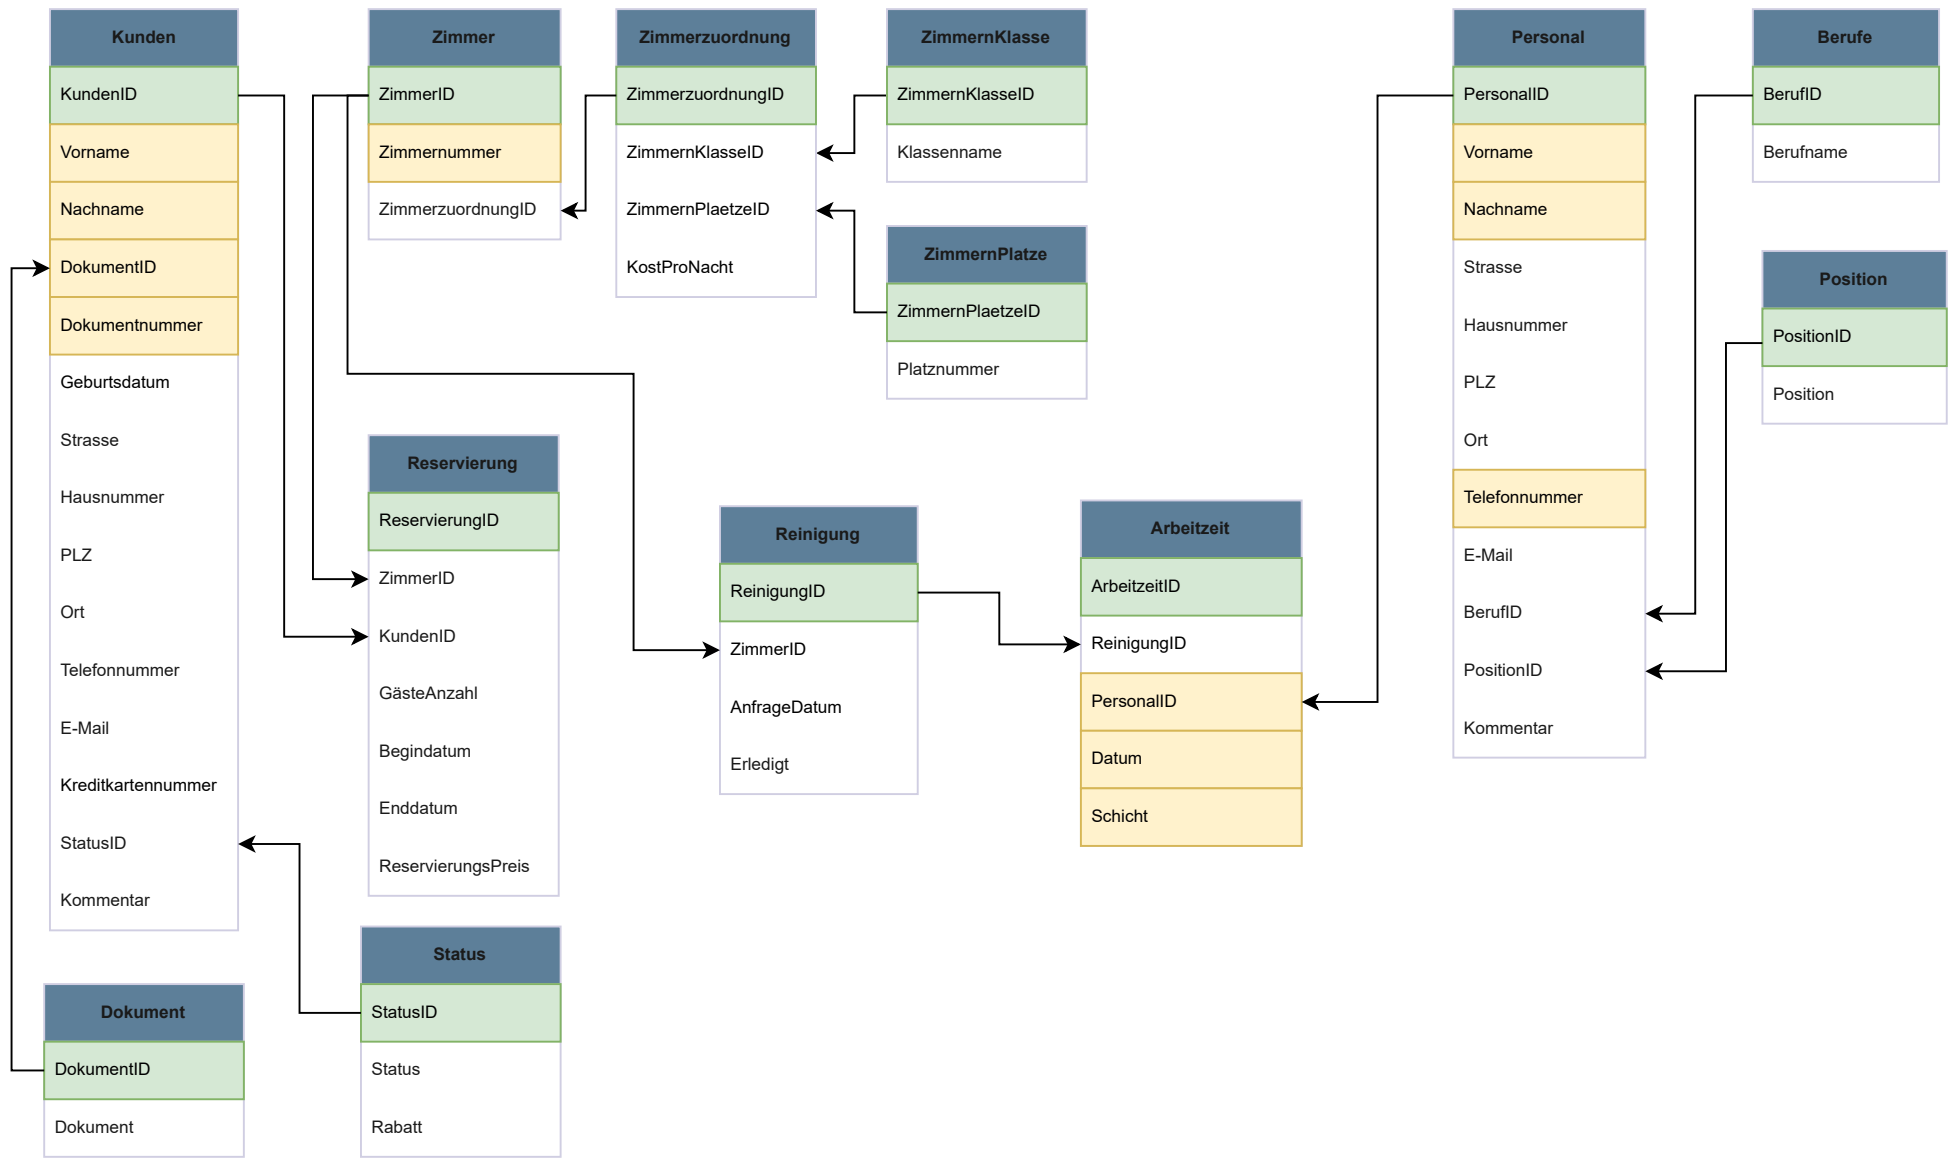 Kunden
KundenID
Vorname
Nachname
DokumentID
Dokumentnummer
Geburtsdatum
Strasse
Hausnummer
PLZ
Ort
Telefonnummer
E-Mail
Kreditkartennummer
StatusID
Kommentar
Dokument
DokumentID
Dokument
Zimmer
ZimmerID
Zimmernummer
ZimmerzuordnungID
Reservierung
ReservierungID
ZimmerID
KundenID
GästeAnzahl
Begindatum
Enddatum
ReservierungsPreis
Status
StatusID
Status
Rabatt
Zimmerzuordnung
ZimmerzuordnungID
ZimmernKlasseID
ZimmernPlaetzeID
KostProNacht
ZimmernKlasse
ZimmernKlasseID
Klassenname
ZimmernPlatze
ZimmernPlaetzeID
Platznummer
Reinigung
ReinigungID
ZimmerID
AnfrageDatum
Erledigt
Arbeitzeit
ArbeitzeitID
ReinigungID
PersonalID
Datum
Schicht
Personal
PersonalID
Vorname
Nachname
Strasse
Hausnummer
PLZ
Ort
Telefonnummer
E-Mail
BerufID
PositionID
Kommentar
Berufe
BerufID
Berufname
Position
PositionID
Position